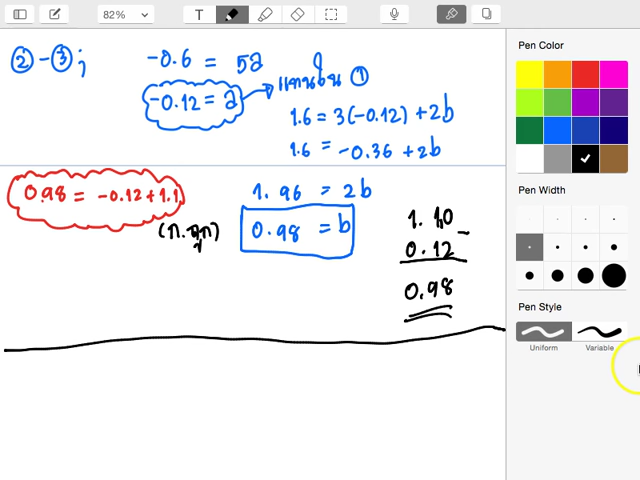 82%
T
② - ③ ;
-0.6 = 5a
-0.12 = a
แทนใน ①
1.6 = 3(-0.12) + 2b
1.6 = -0.36 + 2b
0.98 = -0.12 + 1.1
1.96 = 2b
(ก.ถูก)
0.98 = b
1.10
0.12
-
0.98
Pen Color
Pen Width
Pen Style
Uniform
Variable